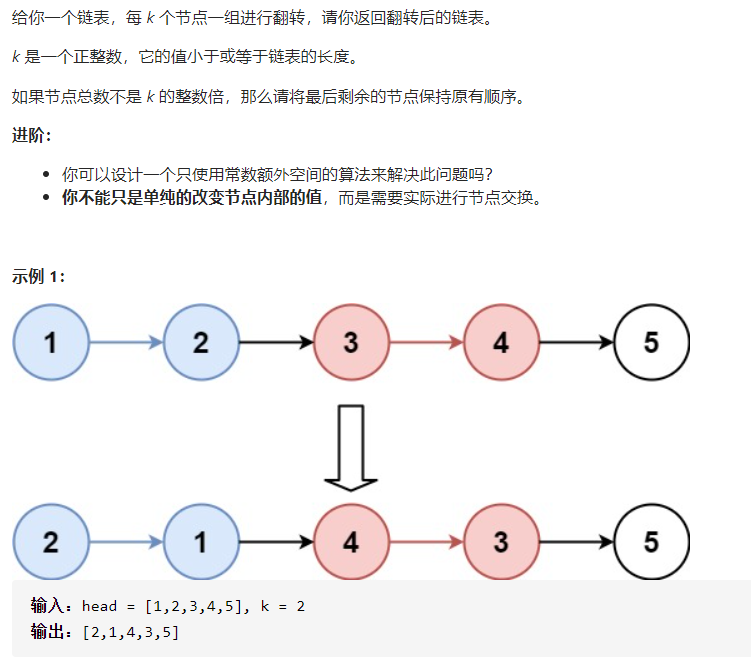 给你一个链表，每 k 个节点一组进行翻转，请你返回翻转后的链表。
k 是一个正整数，它的值小于或等于链表的长度。
如果节点总数不是 k 的整数倍，那么请将最后剩余的节点保持原有顺序。
进阶：
• 你可以设计一个只使用常数额外空间的算法来解决此问题吗？
• 你不能只是单纯的改变节点内部的值，而是需要实际进行节点交换。
示例 1：
1 2 3 4 5
2 1 4 3 5
输入：head = [1,2,3,4,5], k = 2
输出：[2,1,4,3,5]